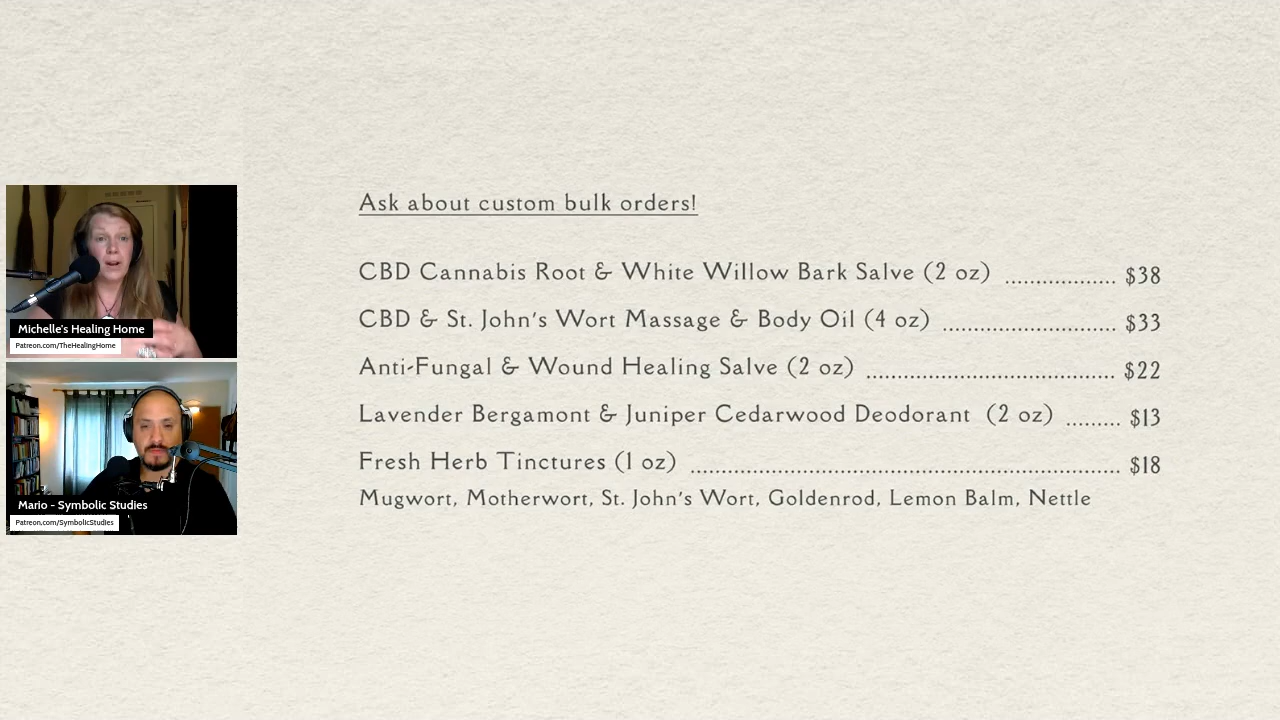 Michelle's Healing Home
Patreon.com/TheHealingHome
Mario - Symbolic Studies
Patreon.com/SymbolicStudies
Ask about custom bulk orders!
CBD Cannabis Root & White Willow Bark Salve (2 oz) .................. $38
CBD & St. John's Wort Massage & Body Oil (4 oz) ............................ $33
Anti-Fungal & Wound Healing Salve (2 oz) ........................................ $22
Lavender Bergamont & Juniper Cedarwood Deodorant (2 oz) ......... $13
Fresh Herb Tinctures (1 oz) ..................................................................... $18
Mugwort, Motherwort, St. John's Wort, Goldenrod, Lemon Balm, Nettle